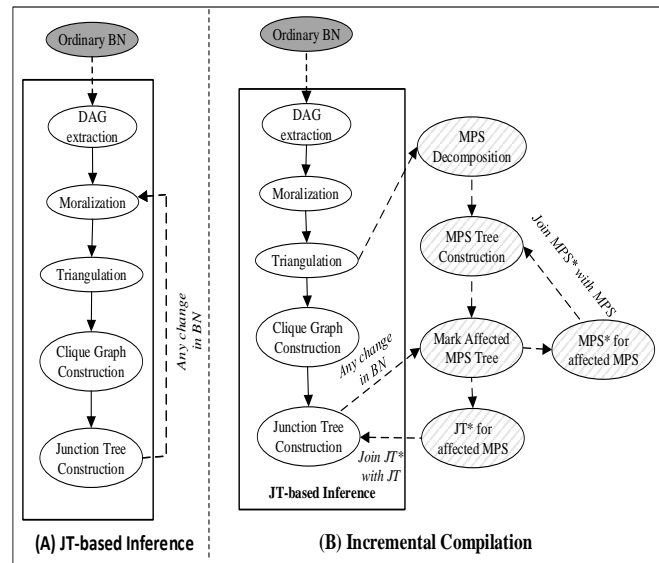 Ordinary BN
DAG
extraction
Moralization
Triangulation
Clique Graph
Construction
Junction Tree
Construction
Any change
in BN
(A) JT-based Inference
Ordinary BN
DAG
extraction
Moralization
Triangulation
Clique Graph
Construction
Junction Tree
Construction
JT-based Inference
Any change
in BN
MPS
Decomposition
MPS Tree
Construction
Mark Affected
MPS Tree
JT* for
affected MPS
Join JT*
with JT
MPS* for
affected MPS
Join MPS* with MPS
(B) Incremental Compilation